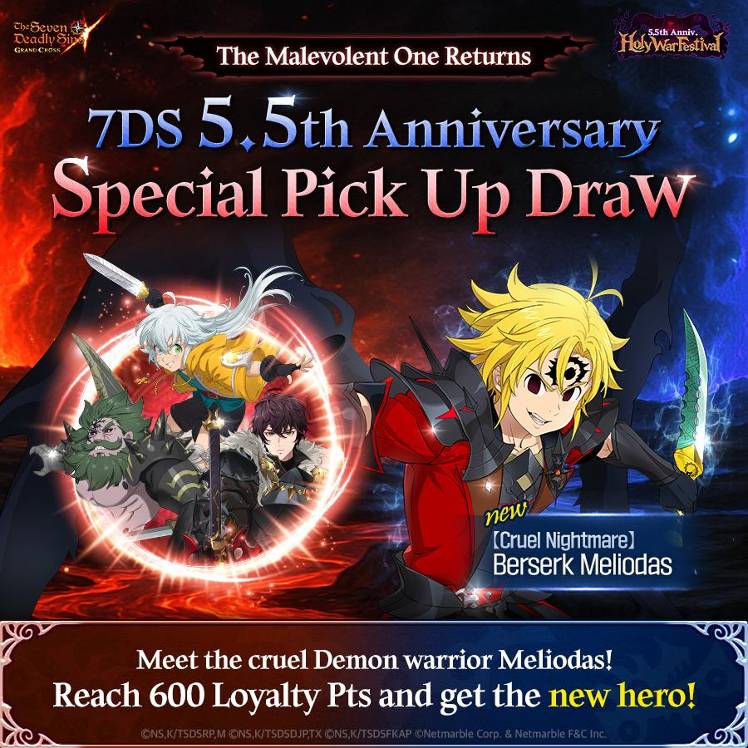 The Seven
Deadly Sins
GRAND CROSS
5.5th Anniv.
Holy War Festival
The Malevolent One Returns
7DS 5.5th Anniversary
Special Pick Up Draw
new
【Cruel Nightmare】
Berserk Meliodas
Meet the cruel Demon warrior Meliodas!
Reach 600 Loyalty Pts and get the new hero!
©NS,K/TSDSRP,M ©NS,K/TSDSDJP,TX ©NS,K/TSDSFKAP ©Netmarble Corp. & Netmarble F&C Inc.